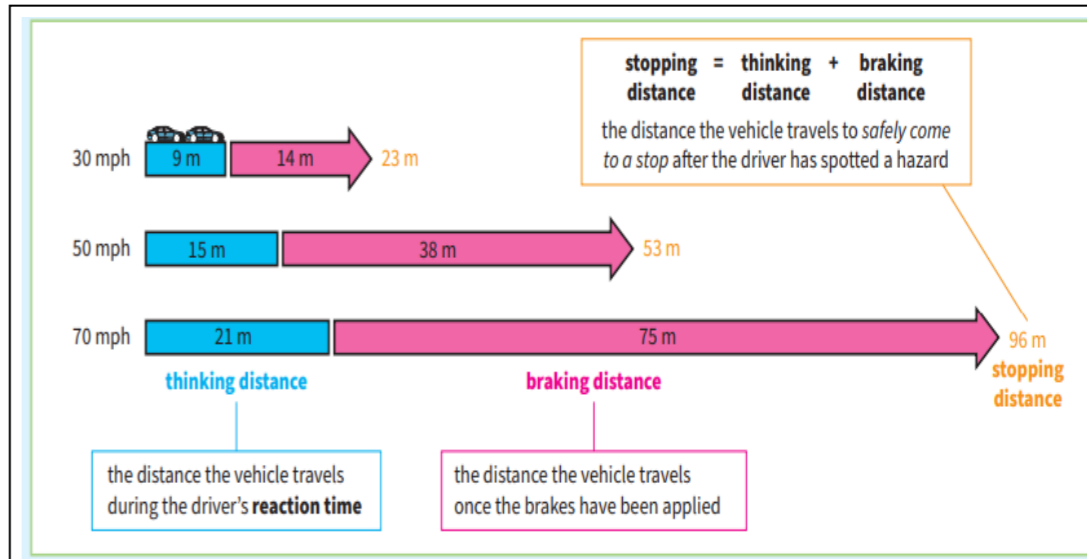 stopping = thinking + braking
distance distance distance
the distance the vehicle travels to safely come
to a stop after the driver has spotted a hazard
30 mph 9 m 14 m 23 m
50 mph 15 m 38 m 53 m
70 mph 21 m 75 m 96 m
stopping
distance
thinking distance
braking distance
the distance the vehicle travels
during the driver's reaction time
the distance the vehicle travels
once the brakes have been applied